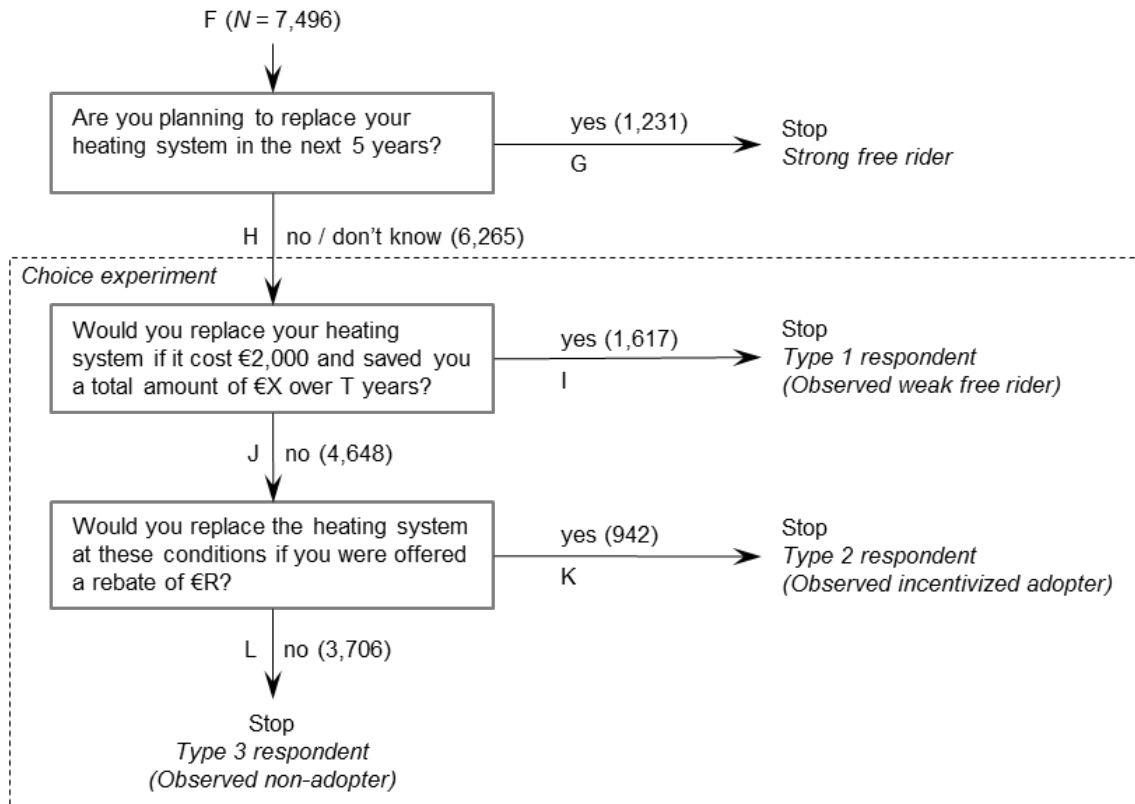 F (N = 7,496)
Are you planning to replace your
heating system in the next 5 years?
yes (1,231)
G
Stop
Strong free rider
H no / don't know (6,265)
Choice experiment
Would you replace your heating
system if it cost €2,000 and saved you
a total amount of €X over T years?
yes (1,617)
I
Stop
Type 1 respondent
(Observed weak free rider)
J no (4,648)
Would you replace the heating system
at these conditions if you were offered
a rebate of €R?
yes (942)
K
Stop
Type 2 respondent
(Observed incentivized adopter)
L no (3,706)
Stop
Type 3 respondent
(Observed non-adopter)